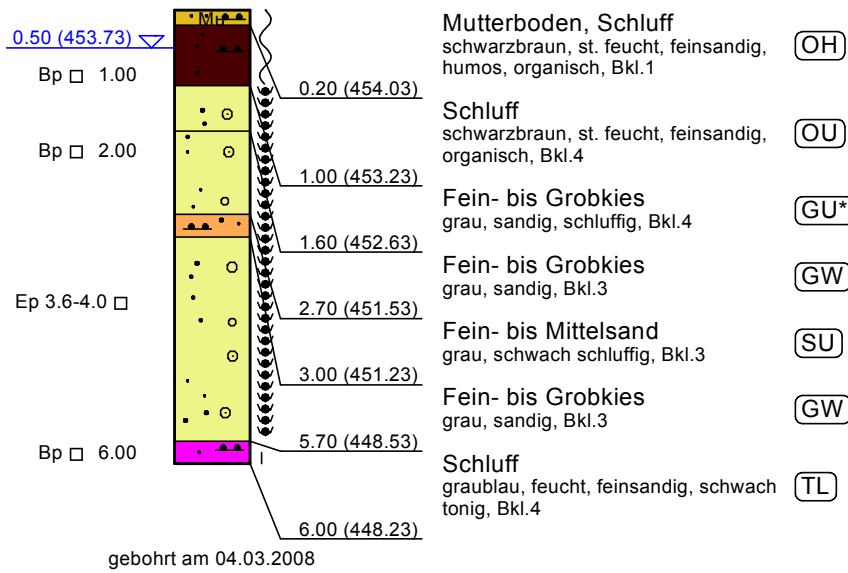 Mu
0.50 (453.73)
Bp 1.00
Bp 2.00
Ep 3.6-4.0
Bp 6.00
0.20 (454.03)
1.00 (453.23)
1.60 (452.63)
2.70 (451.53)
3.00 (451.23)
5.70 (448.53)
6.00 (448.23)
Mutterboden, Schluff
schwarzbraun, st. feucht, feinsandig,
humos, organisch, Bkl.1
OH
Schluff
schwarzbraun, st. feucht, feinsandig,
organisch, Bkl.4
OU
Fein- bis Grobkies
grau, sandig, schluffig, Bkl.4
GU*
Fein- bis Grobkies
grau, sandig, Bkl.3
GW
Fein- bis Mittelsand
grau, schwach schluffig, Bkl.3
SU
Fein- bis Grobkies
grau, sandig, Bkl.3
GW
Schluff
graublau, feucht, feinsandig, schwach
tonig, Bkl.4
TL
gebohrt am 04.03.2008